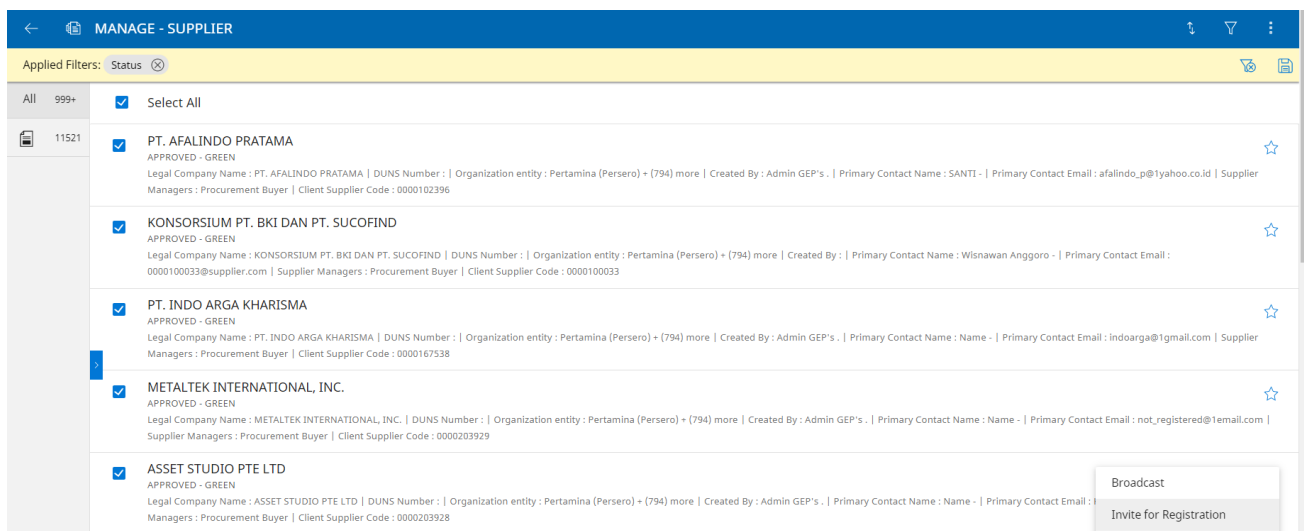 MANAGE - SUPPLIER
Applied Filters: Status
All 999+
Select All
11521
PT. AFALINDO PRATAMA
APPROVED - GREEN
Legal Company Name : PT. AFALINDO PRATAMA | DUNS Number : | Organization entity : Pertamina (Persero) + (794) more | Created By : Admin GEP's . | Primary Contact Name : SANTI - | Primary Contact Email : afalindo_p@1yahoo.co.id | Supplier
Managers : Procurement Buyer | Client Supplier Code : 0000102396
KONSORSIUM PT. BKI DAN PT. SUCOFIND
APPROVED - GREEN
Legal Company Name : KONSORSIUM PT. BKI DAN PT. SUCOFIND | DUNS Number : | Organization entity : Pertamina (Persero) + (794) more | Created By : | Primary Contact Name : Wisnawan Anggoro - | Primary Contact Email :
0000100033@supplier.com | Supplier Managers : Procurement Buyer | Client Supplier Code : 0000100033
PT. INDO ARGA KHARISMA
APPROVED - GREEN
Legal Company Name : PT. INDO ARGA KHARISMA | DUNS Number : | Organization entity : Pertamina (Persero) + (794) more | Created By : Admin GEP's . | Primary Contact Name : Name - | Primary Contact Email : indoarga@1gmail.com | Supplier
Managers : Procurement Buyer | Client Supplier Code : 0000167538
METALTEK INTERNATIONAL, INC.
APPROVED - GREEN
Legal Company Name : METALTEK INTERNATIONAL, INC. | DUNS Number : | Organization entity : Pertamina (Persero) + (794) more | Created By : Admin GEP's . | Primary Contact Name : Name - | Primary Contact Email : not_registered@1email.com |
Supplier Managers : Procurement Buyer | Client Supplier Code : 0000203929
ASSET STUDIO PTE LTD
APPROVED - GREEN
Legal Company Name : ASSET STUDIO PTE LTD | DUNS Number : | Organization entity : Pertamina (Persero) + (794) more | Created By : Admin GEP's . | Primary Contact Name : Name - | Primary Contact Email :
Managers : Procurement Buyer | Client Supplier Code : 0000203928
Broadcast
Invite for Registration